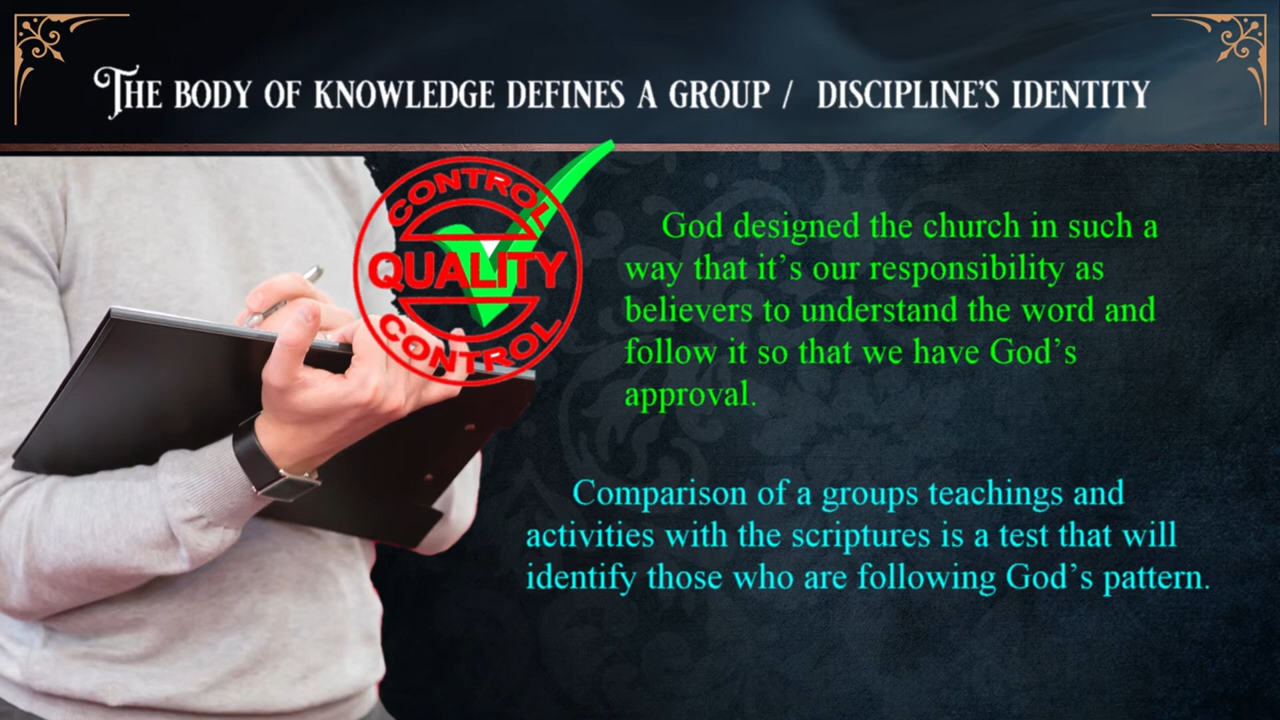 The body of knowledge defines a group / discipline's identity
CONTROL
QUALITY
CONTROL
God designed the church in such a
way that it's our responsibility as
believers to understand the word and
follow it so that we have God's
approval.
Comparison of a groups teachings and
activities with the scriptures is a test that will
identify those who are following God's pattern.